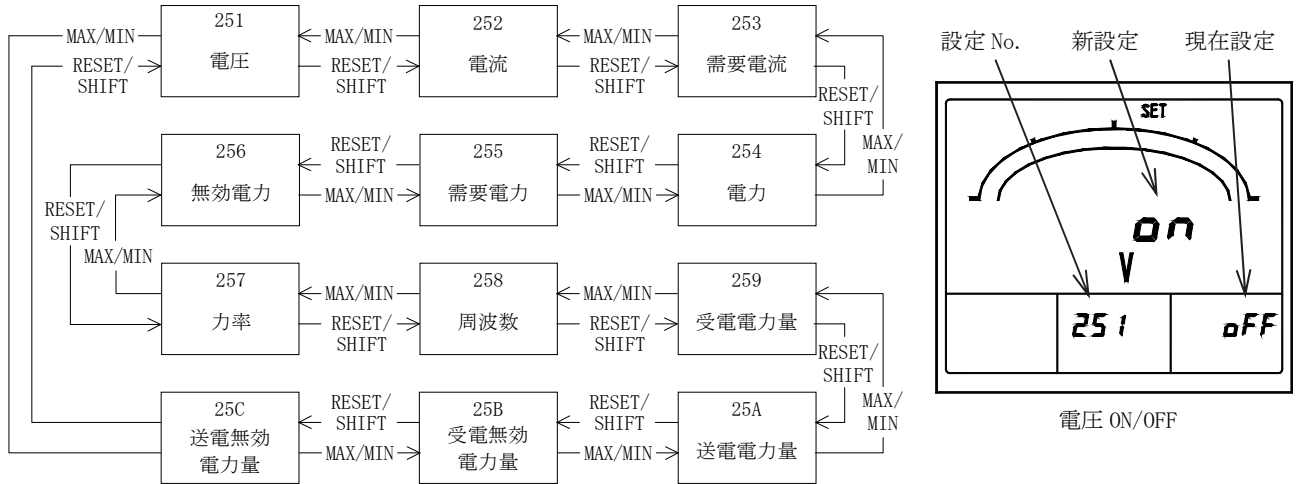 251
電圧
MAX/MIN
MAX/MIN
RESET/
SHIFT
RESET/
SHIFT
252
電流
MAX/MIN
RESET/
SHIFT
253
需要電流
RESET/
SHIFT
MAX/
MIN
256
無効電力
RESET/
SHIFT
MAX/MIN
255
需要電力
RESET/
SHIFT
MAX/MIN
254
電力
RESET/
SHIFT
MAX/MIN
257
力率
MAX/MIN
RESET/
SHIFT
258
周波数
MAX/MIN
RESET/
SHIFT
259
受電電力量
RESET/
SHIFT
MAX/
MIN
25C
送電無効
電力量
RESET/
SHIFT
MAX/MIN
25B
受電無効
電力量
RESET/
SHIFT
MAX/MIN
25A
送電電力量
設定 No.
新設定
現在設定
SET
on
V
251
oFF
電圧 ON/OFF